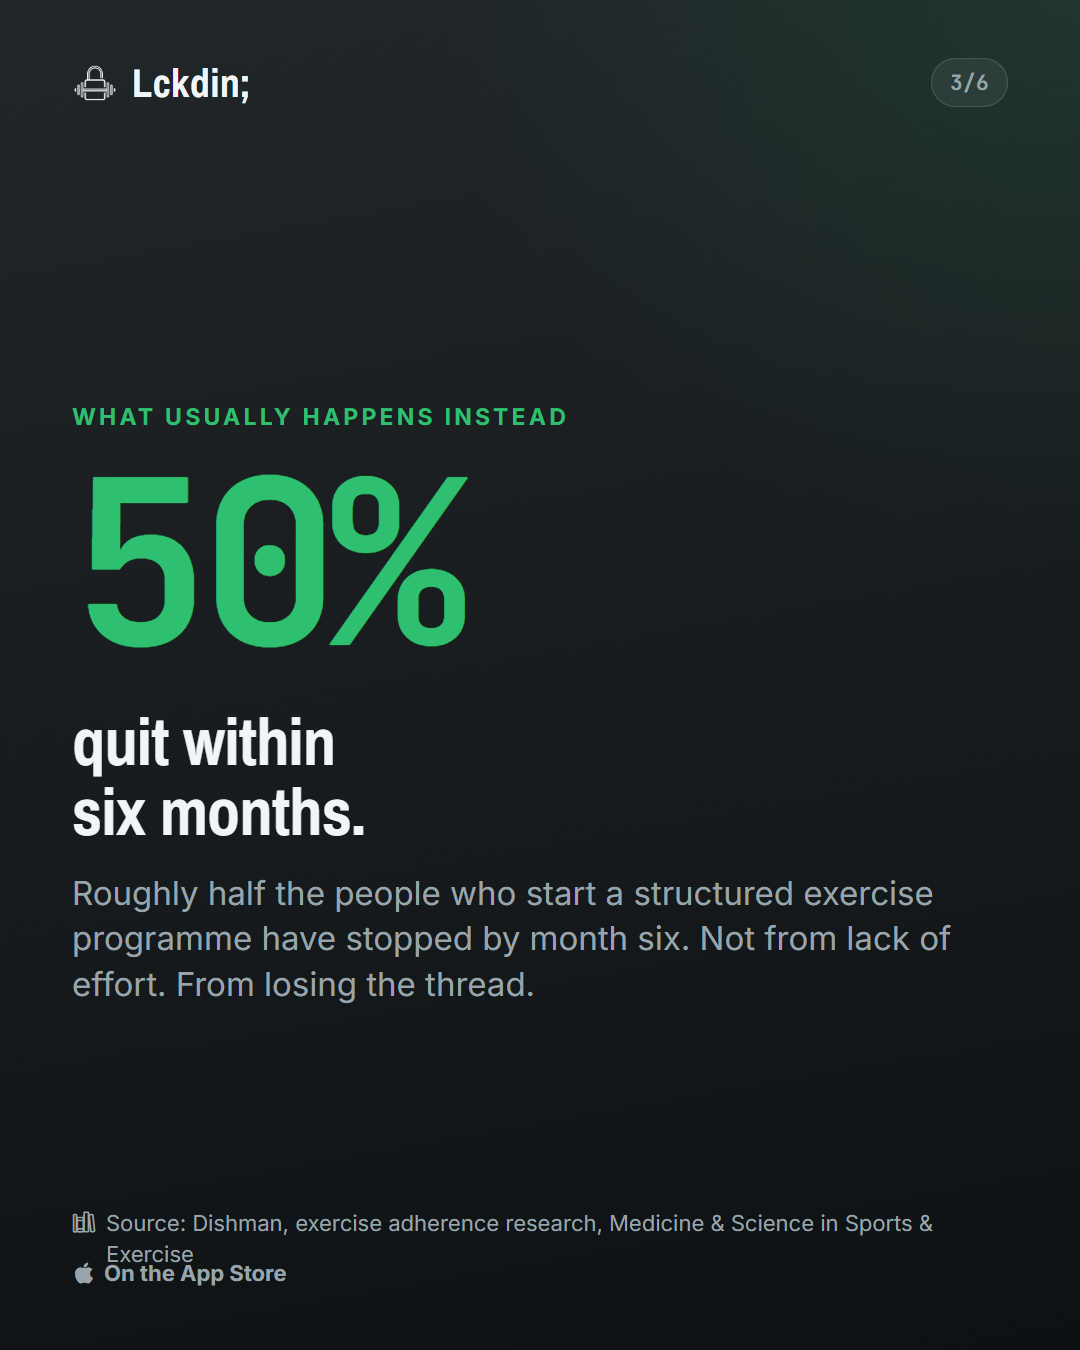 Lckdin;
3/6
WHAT USUALLY HAPPENS INSTEAD
50%
quit within
six months.
Roughly half the people who start a structured exercise
programme have stopped by month six. Not from lack of
effort. From losing the thread.
Source: Dishman, exercise adherence research, Medicine & Science in Sports &
Exercise
On the App Store